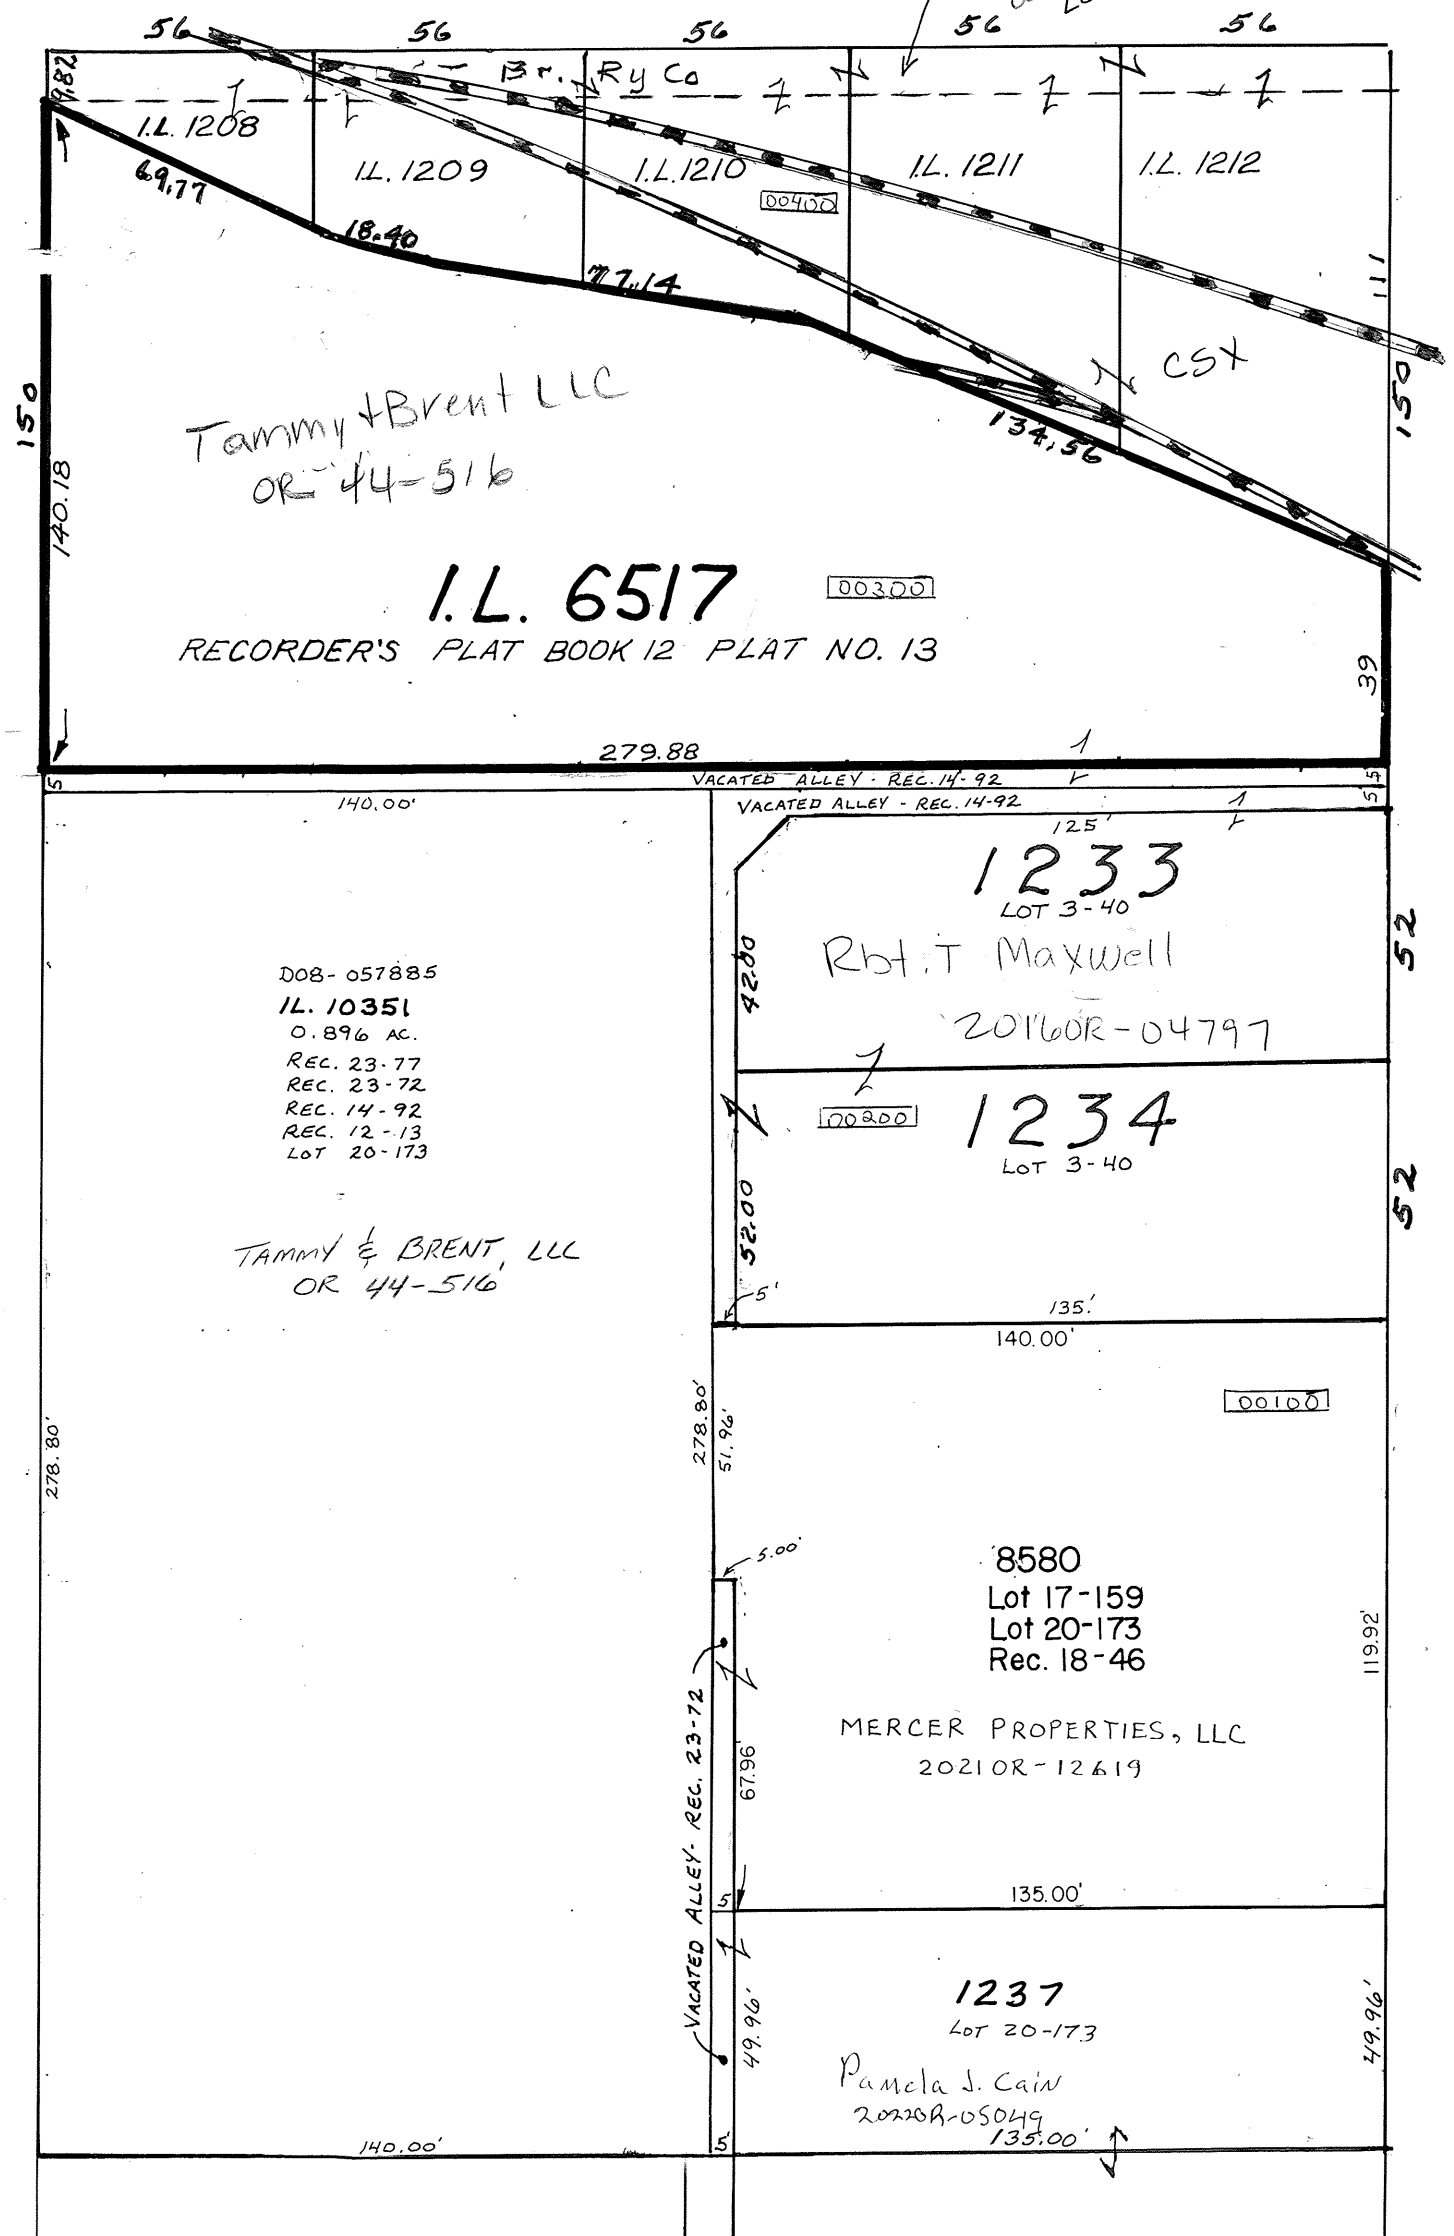 56 56 56 56 56
9.82
Br. Ry Co
I.L. 1208
I.L. 1209
I.L. 1210
I.L. 1211
I.L. 1212
00400
69.77
18.40
77.14
134.56
CSX
111
150
150
140.18
Tammy + Brent LLC
OR 44-516
I.L. 6517
00300
RECORDER'S PLAT BOOK 12 PLAT NO. 13
39
279.88
VACATED ALLEY - REC. 14-92
5
5
5
140.00'
VACATED ALLEY - REC. 14-92
125'
1233
LOT 3-40
Rbt. T Maxwell
2016OR-04797
42.00
52
DO8-057885
IL. 10351
0.896 AC.
REC. 23-77
REC. 23-72
REC. 14-92
REC. 12-13
LOT 20-173
TAMMY & BRENT, LLC
OR 44-516
00200
1234
LOT 3-40
52.00
52
5'
135.'
140.00'
00100
278.80'
278.80'
51.96'
5.00'
8580
Lot 17-159
Lot 20-173
Rec. 18-46
119.92'
MERCER PROPERTIES, LLC
2021OR-12619
VACATED ALLEY - REC. 23-72
67.96'
5
135.00'
1237
LOT 20-173
49.96'
49.96'
Pamela J. Cain
2022OR-05049
135.00'
140.00'
5'